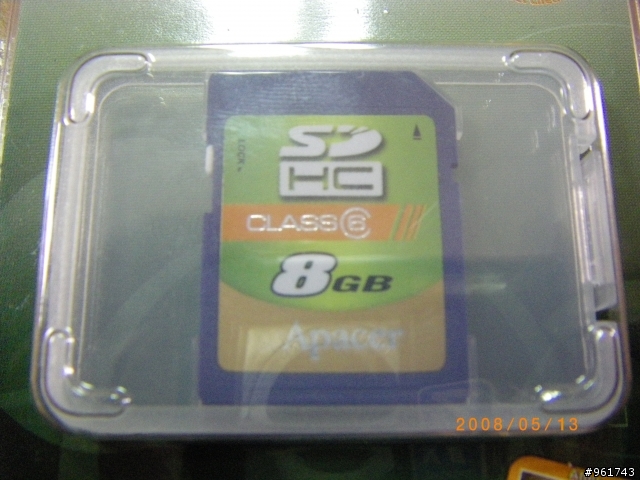 LOCK
SD
HC
CLASS 6
8GB
Apacer
2008/05/13
#961743